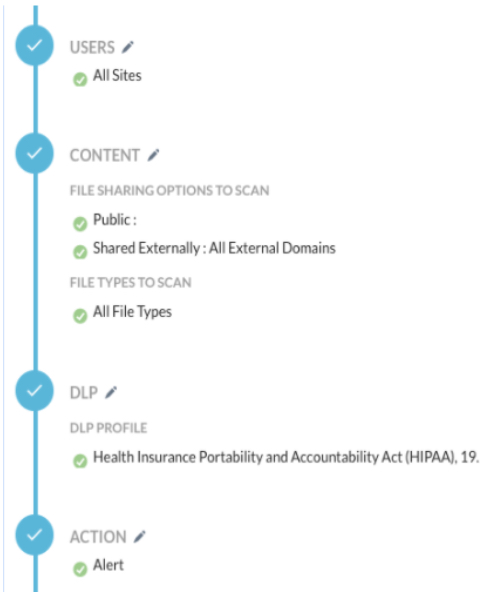 USERS
All Sites
CONTENT
FILE SHARING OPTIONS TO SCAN
Public :
Shared Externally : All External Domains
FILE TYPES TO SCAN
All File Types
DLP
DLP PROFILE
Health Insurance Portability and Accountability Act (HIPAA), 19.
ACTION
Alert